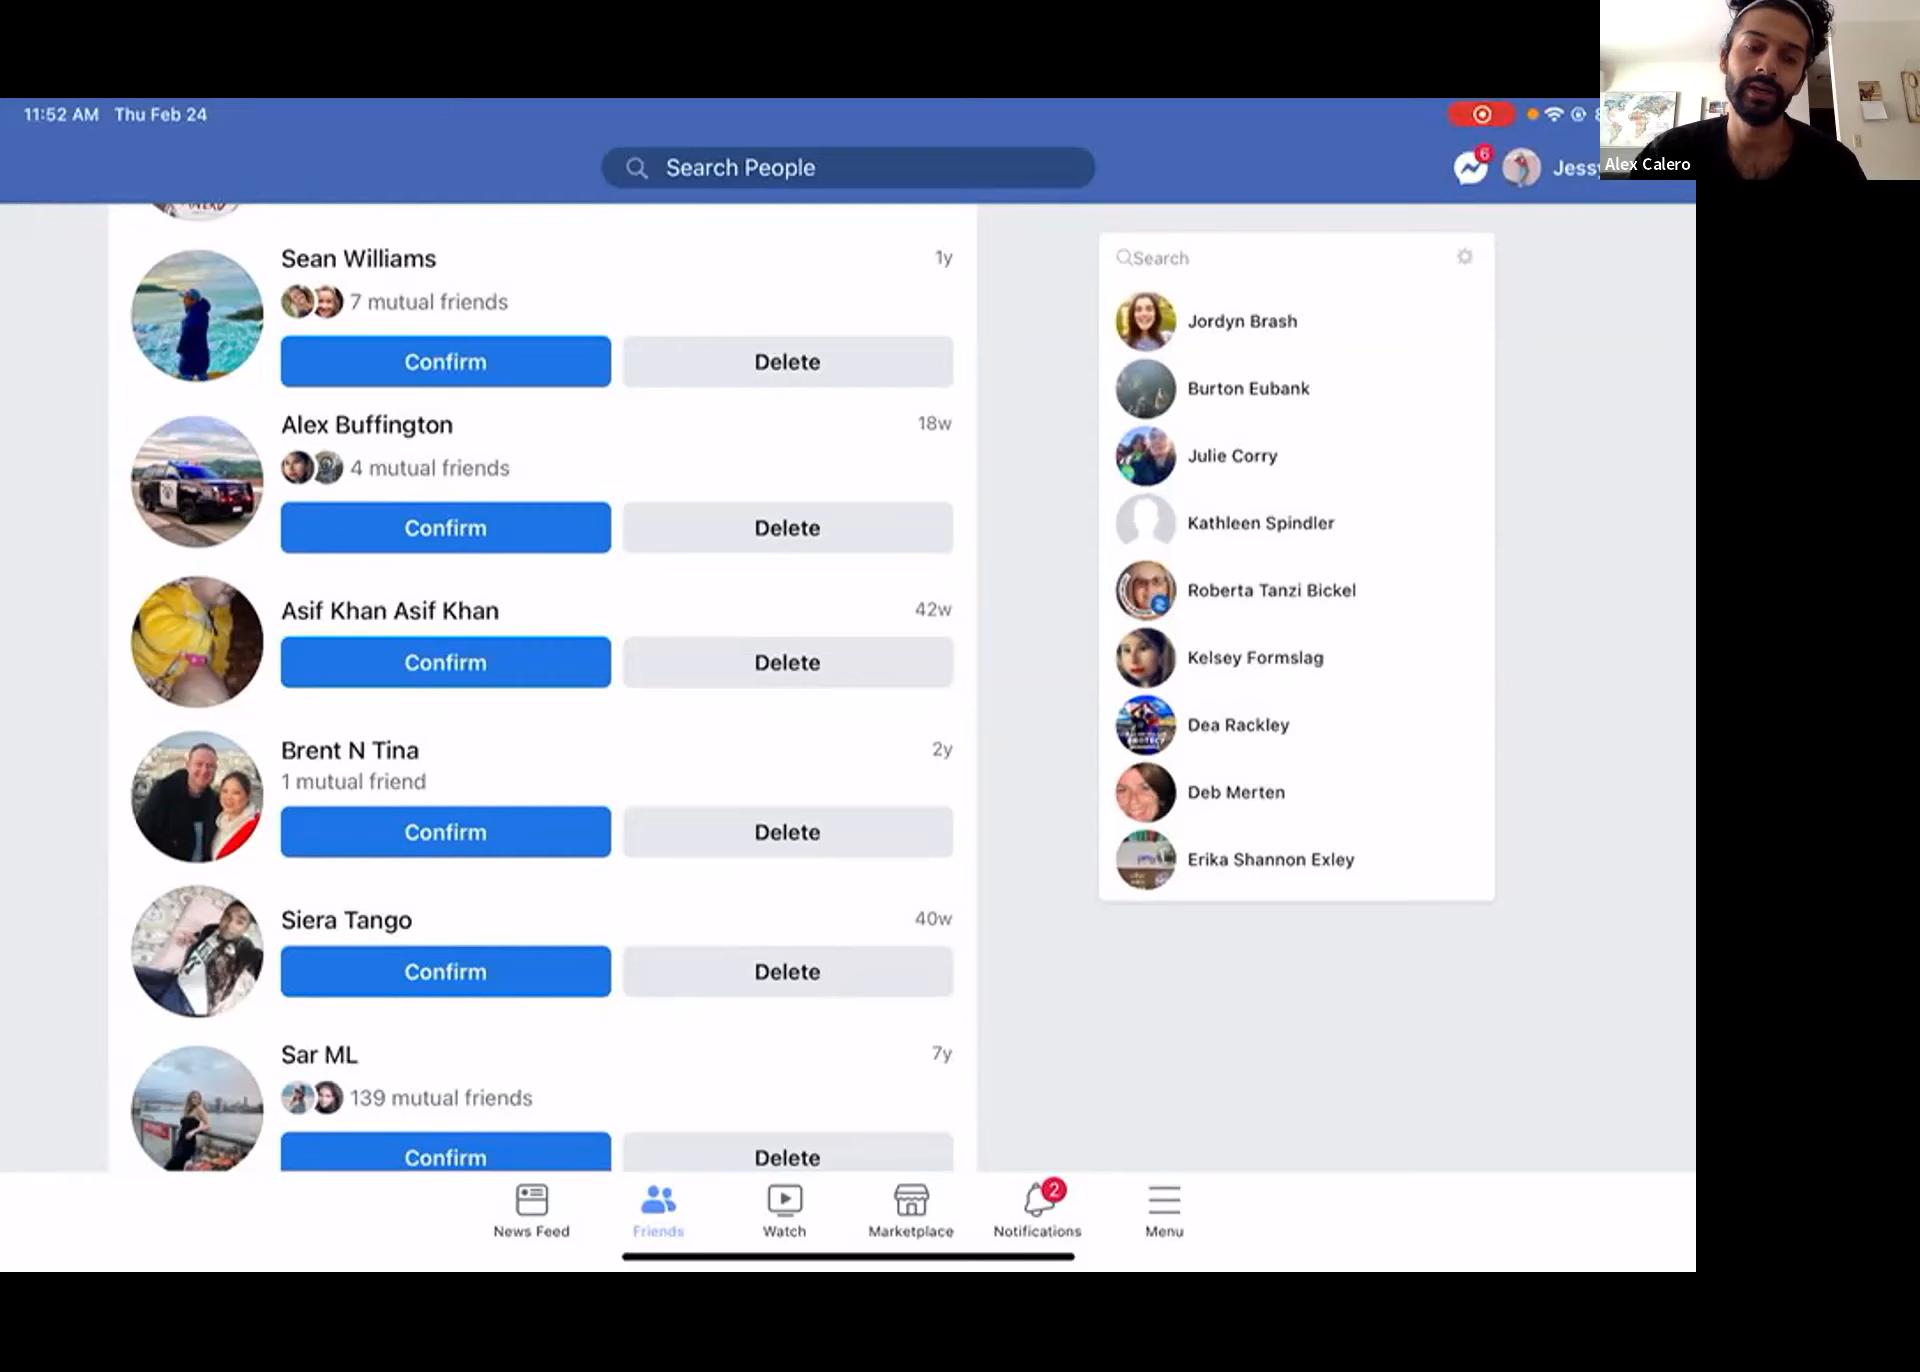 11:52 AM Thu Feb 24
Search People
6
Jess
Alex Calero
Sean Williams
1y
7 mutual friends
Confirm
Delete
Alex Buffington
18w
4 mutual friends
Confirm
Delete
Asif Khan Asif Khan
42w
Confirm
Delete
Brent N Tina
2y
1 mutual friend
Confirm
Delete
Siera Tango
40w
Confirm
Delete
Sar ML
7y
139 mutual friends
Confirm
Delete
Search
Jordyn Brash
Burton Eubank
Julie Corry
Kathleen Spindler
Roberta Tanzi Bickel
Kelsey Formslag
Dea Rackley
Deb Merten
Erika Shannon Exley
News Feed
Friends
Watch
Marketplace
2
Notifications
Menu